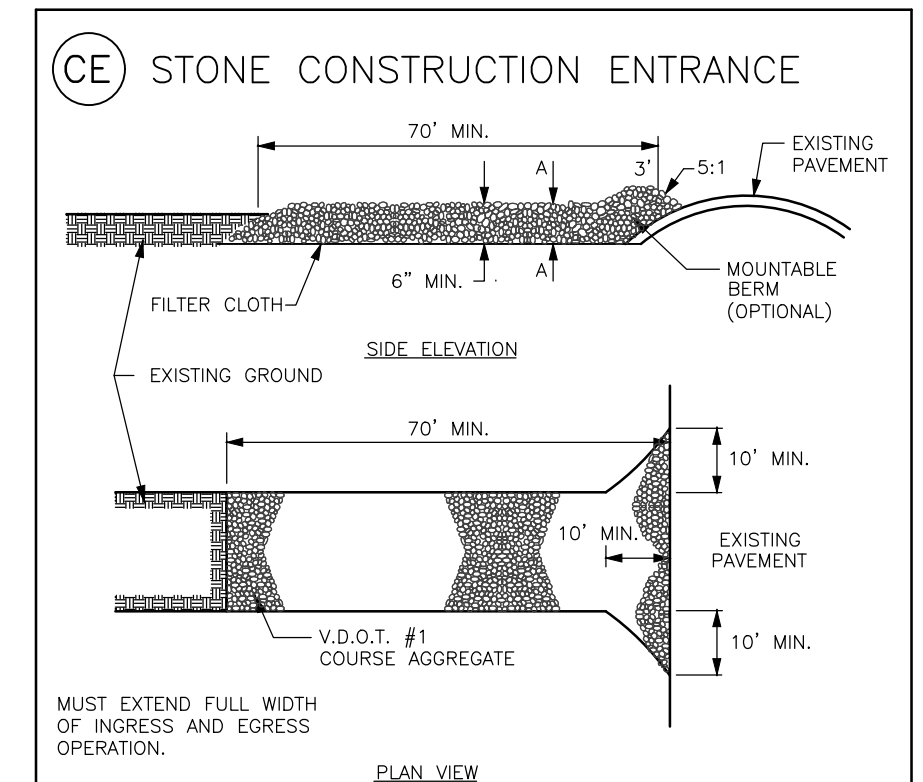 CE STONE CONSTRUCTION ENTRANCE
70' MIN.
A
3'
5:1
EXISTING
PAVEMENT
6" MIN.
A
MOUNTABLE
BERM
(OPTIONAL)
FILTER CLOTH
SIDE ELEVATION
EXISTING GROUND
70' MIN.
10' MIN.
10' MIN.
EXISTING
PAVEMENT
10' MIN.
V.D.O.T. #1
COURSE AGGREGATE
MUST EXTEND FULL WIDTH
OF INGRESS AND EGRESS
OPERATION.
PLAN VIEW